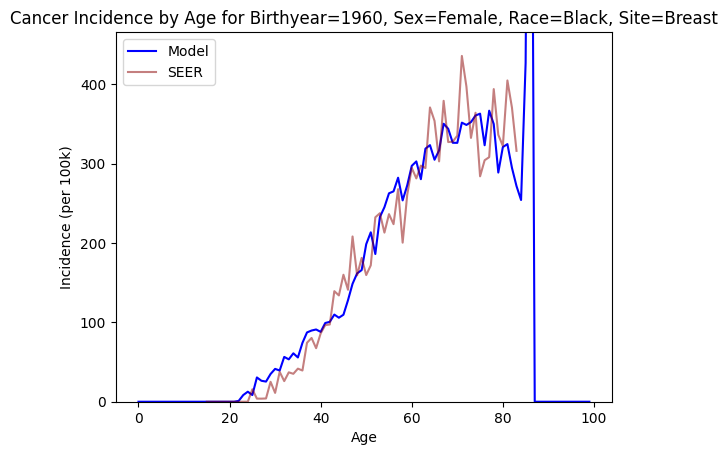 Cancer Incidence by Age for Birthyear=1960, Sex=Female, Race=Black, Site=Breast
Model
SEER
400
300
200
100
0
Incidence (per 100k)
0 20 40 60 80 100
Age